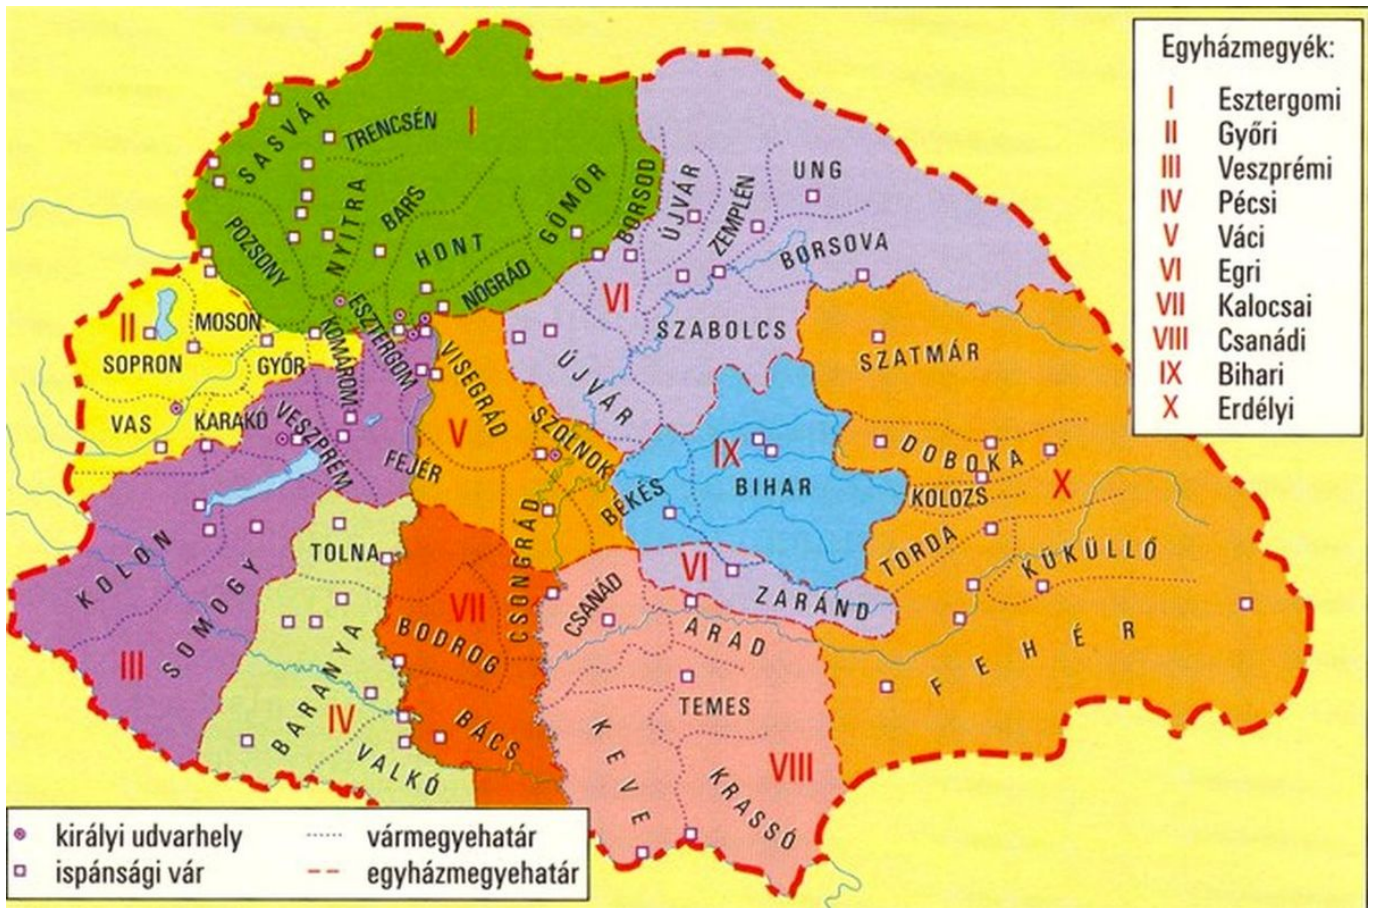 Egyházmegyék:
I Esztergomi
II Győri
III Veszprémi
IV Pécsi
V Váci
VI Egri
VII Kalocsai
VIII Csanádi
IX Bihari
X Erdélyi
I
SASVÁR
TRENCSÉN
POZSONY
NYITRA
BARS
HONT
NÓGRÁD
GÖMÖR
BORSOD
ÚJVÁR
ZEMPLÉN
UNG
BORSOVA
VI
SZABOLCS
ÚJVÁR
II
MOSON
SOPRON
GYŐR
KOMÁROM
ESZTERGOM
VISEGRÁD
VAS
KARAKÓ
VESZPRÉM
FEJÉR
V
SZOLNOK
SZATMÁR
DOBOKA
KOLOZS
X
TORDA
KÜKÜLLŐ
FEHÉR
IX
BIHAR
BÉKÉS
CSONGRÁD
VI
ZARÁND
KOLON
SOMOGY
III
TOLNA
BARANYA
IV
VALKÓ
VII
BODROG
BÁCS
CSANÁD
ARAD
TEMES
KEVE
KRASSÓ
VIII
királyi udvarhely
ispánsági vár
vármegyehatár
egyházmegyehatár